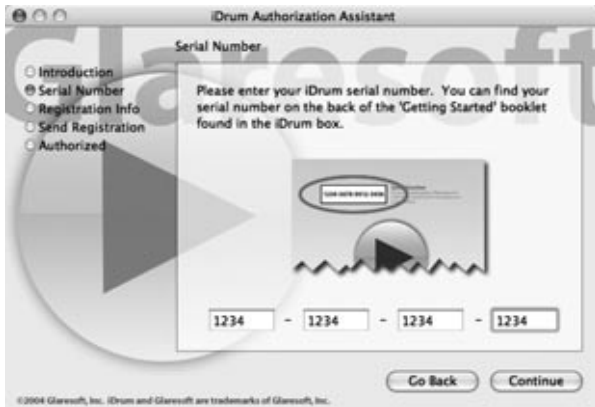 iDrum Authorization Assistant
Glaresoft
Serial Number
Introduction
Serial Number
Registration Info
Send Registration
Authorized
Please enter your iDrum serial number. You can find your
serial number on the back of the 'Getting Started' booklet
found in the iDrum box.
1234 - 1234 - 1234 - 1234
Go Back
Continue
©2004 Glaresoft, Inc. iDrum and Glaresoft are trademarks of Glaresoft, Inc.